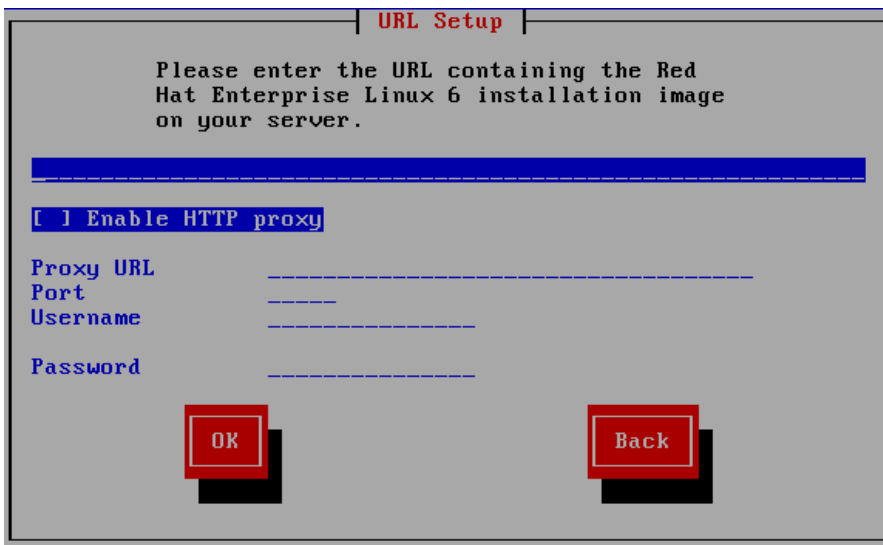 URL Setup
Please enter the URL containing the Red
Hat Enterprise Linux 6 installation image
on your server.
[ ] Enable HTTP proxy
Proxy URL
Port
Username
Password
OK
Back